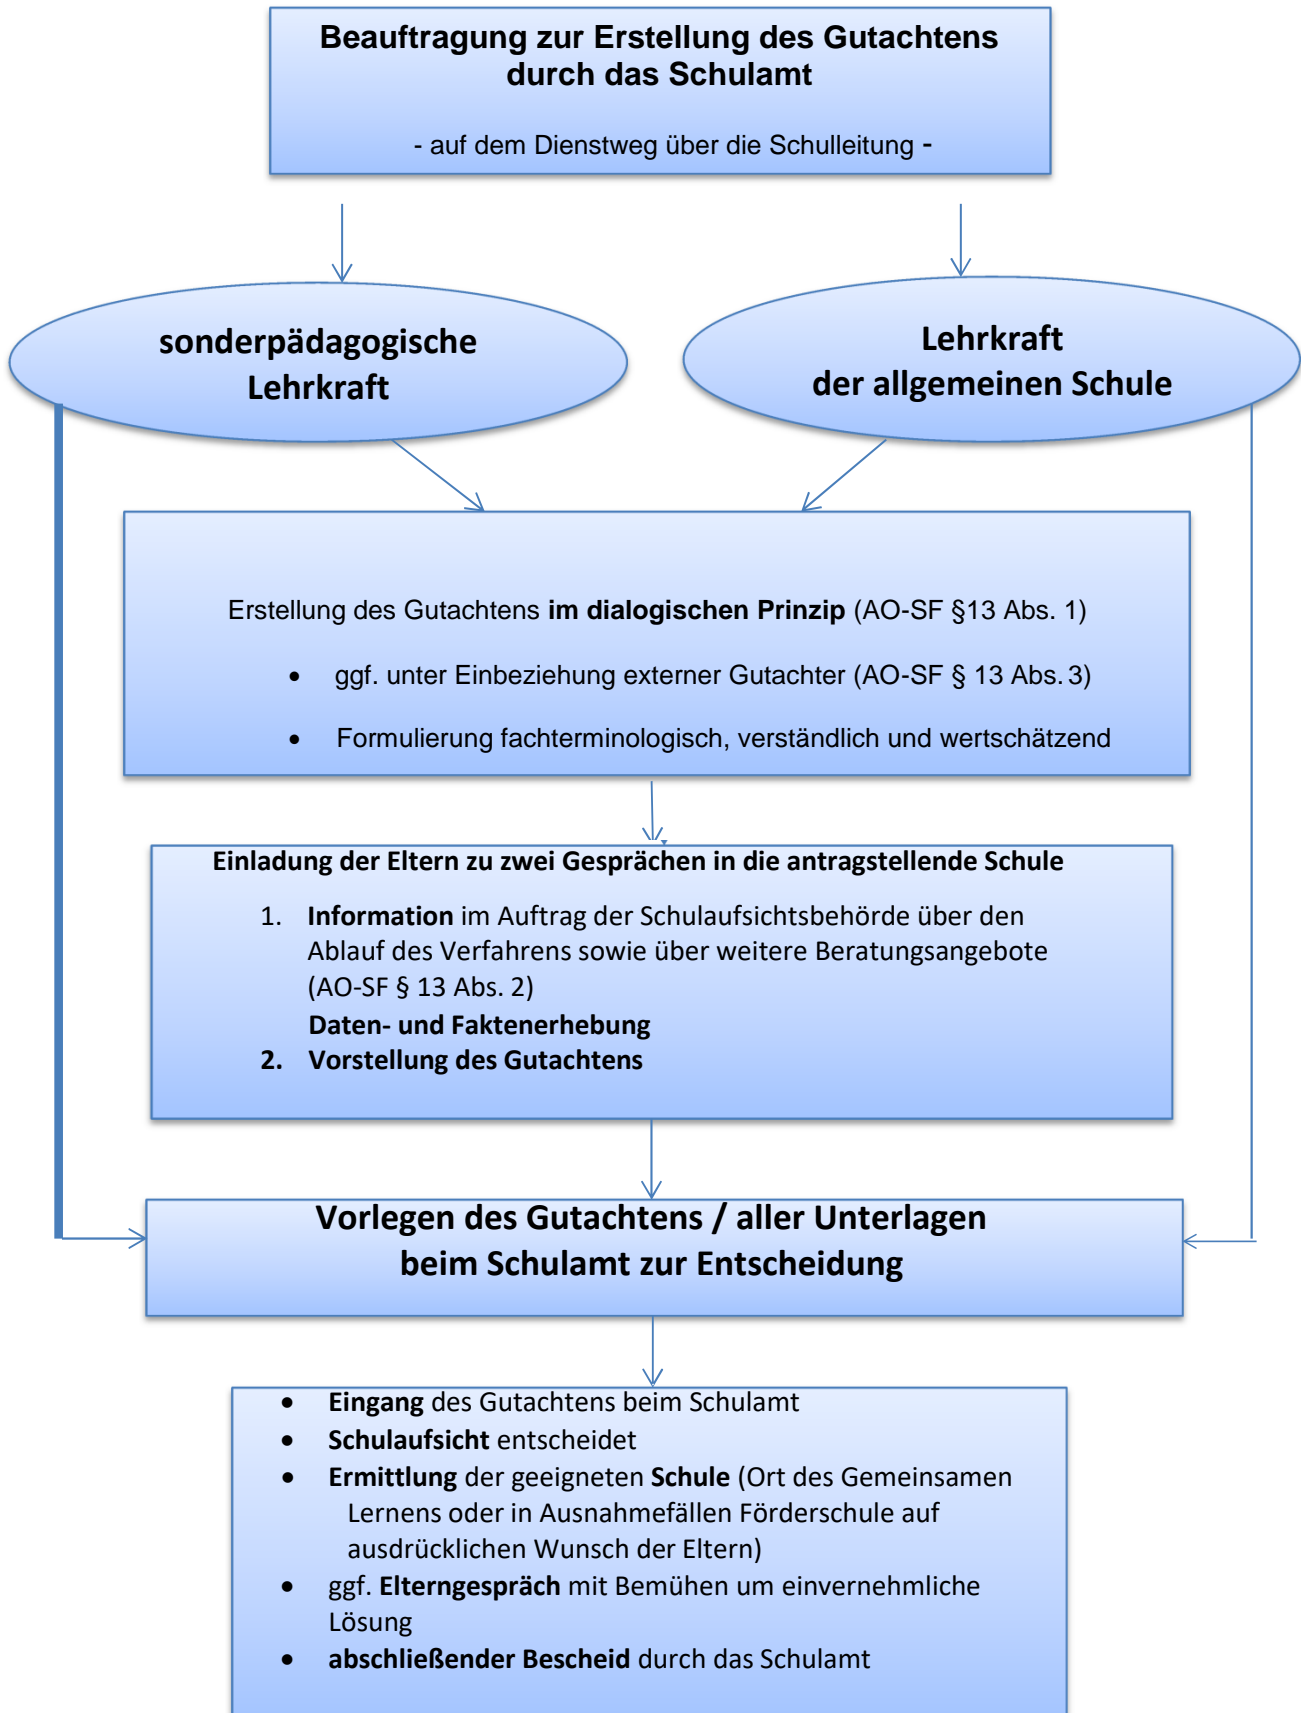 Beauftragung zur Erstellung des Gutachtens
durch das Schulamt
- auf dem Dienstweg über die Schulleitung -
sonderpädagogische
Lehrkraft
Lehrkraft
der allgemeinen Schule
Erstellung des Gutachtens im dialogischen Prinzip (AO-SF §13 Abs. 1)
• ggf. unter Einbeziehung externer Gutachter (AO-SF § 13 Abs. 3)
• Formulierung fachterminologisch, verständlich und wertschätzend
Einladung der Eltern zu zwei Gesprächen in die antragstellende Schule
1. Information im Auftrag der Schulaufsichtsbehörde über den
Ablauf des Verfahrens sowie über weitere Beratungsangebote
(AO-SF § 13 Abs. 2)
Daten- und Faktenerhebung
2. Vorstellung des Gutachtens
Vorlegen des Gutachtens / aller Unterlagen
beim Schulamt zur Entscheidung
• Eingang des Gutachtens beim Schulamt
• Schulaufsicht entscheidet
• Ermittlung der geeigneten Schule (Ort des Gemeinsamen
Lernens oder in Ausnahmefällen Förderschule auf
ausdrücklichen Wunsch der Eltern)
• ggf. Elterngespräch mit Bemühen um einvernehmliche
Lösung
• abschließender Bescheid durch das Schulamt